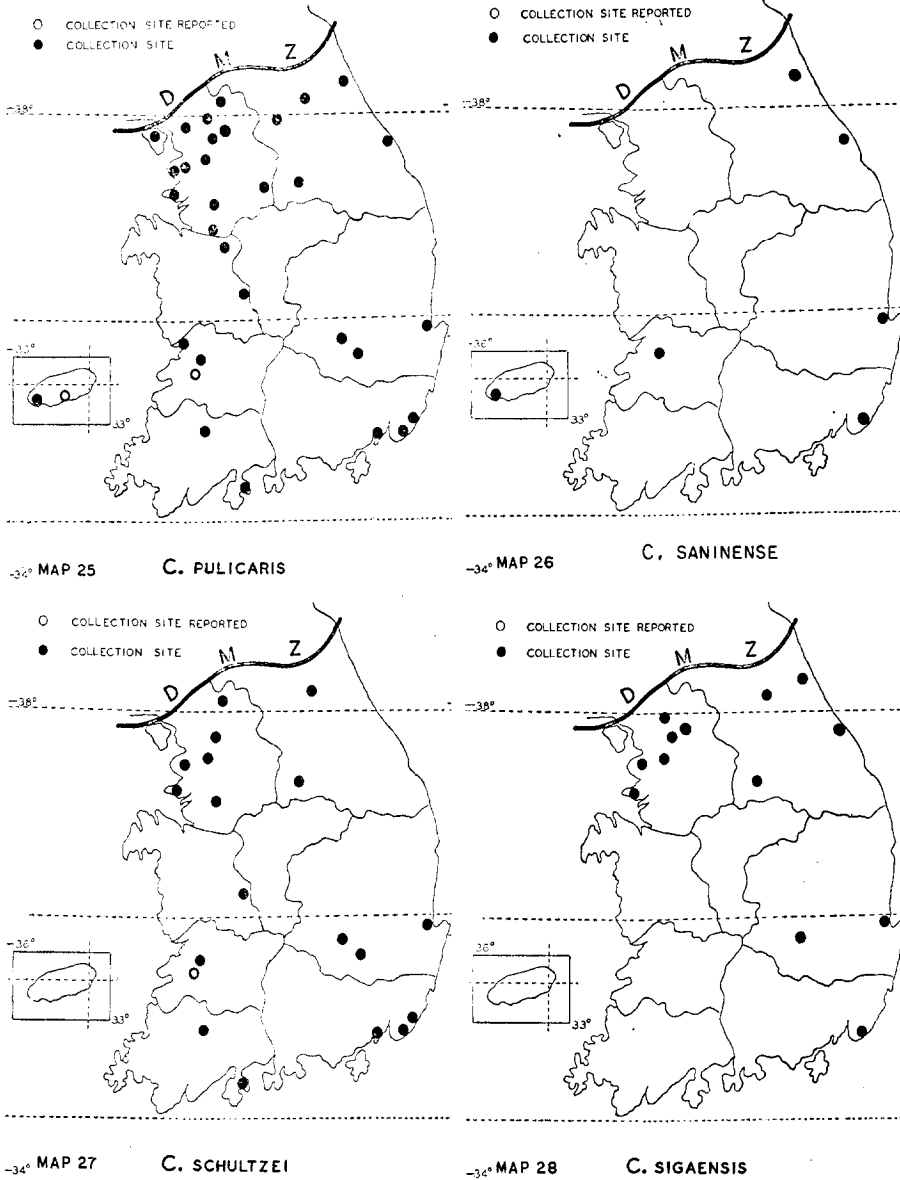 ○ COLLECTION SITE REPORTED
● COLLECTION SITE
D M Z
-38°
-36°
33°
-34° MAP 25 C. PULICARIS
○ COLLECTION SITE REPORTED
● COLLECTION SITE
D M Z
-38°
-36°
33°
-34° MAP 26 C. SANINENSE
○ COLLECTION SITE REPORTED
● COLLECTION SITE
D M Z
-38°
-36°
33°
-34° MAP 27 C. SCHULTZEI
○ COLLECTION SITE REPORTED
● COLLECTION SITE
D M Z
-38°
36°
33°
-34° MAP 28 C. SIGAENSIS